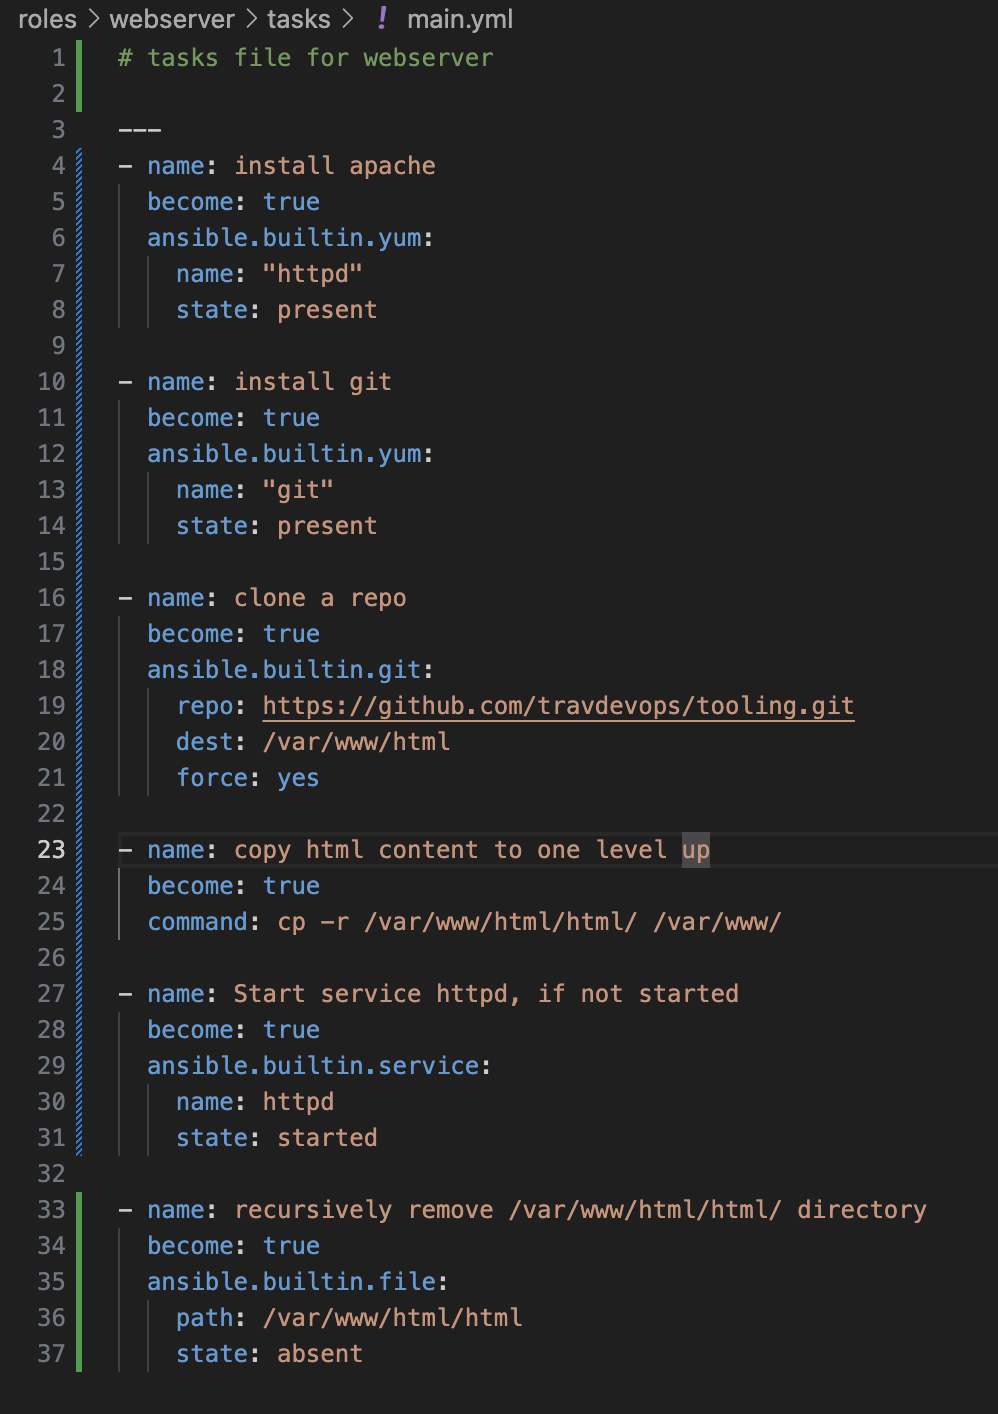 roles > webserver > tasks > ! main.yml
1 # tasks file for webserver
2
3 ---
4 - name: install apache
5   become: true
6   ansible.builtin.yum:
7     name: "httpd"
8     state: present
9
10 - name: install git
11   become: true
12   ansible.builtin.yum:
13     name: "git"
14     state: present
15
16 - name: clone a repo
17   become: true
18   ansible.builtin.git:
19     repo: https://github.com/travdevops/tooling.git
20     dest: /var/www/html
21     force: yes
22
23 - name: copy html content to one level up
24   become: true
25   command: cp -r /var/www/html/html/ /var/www/
26
27 - name: Start service httpd, if not started
28   become: true
29   ansible.builtin.service:
30     name: httpd
31     state: started
32
33 - name: recursively remove /var/www/html/html/ directory
34   become: true
35   ansible.builtin.file:
36     path: /var/www/html/html
37     state: absent